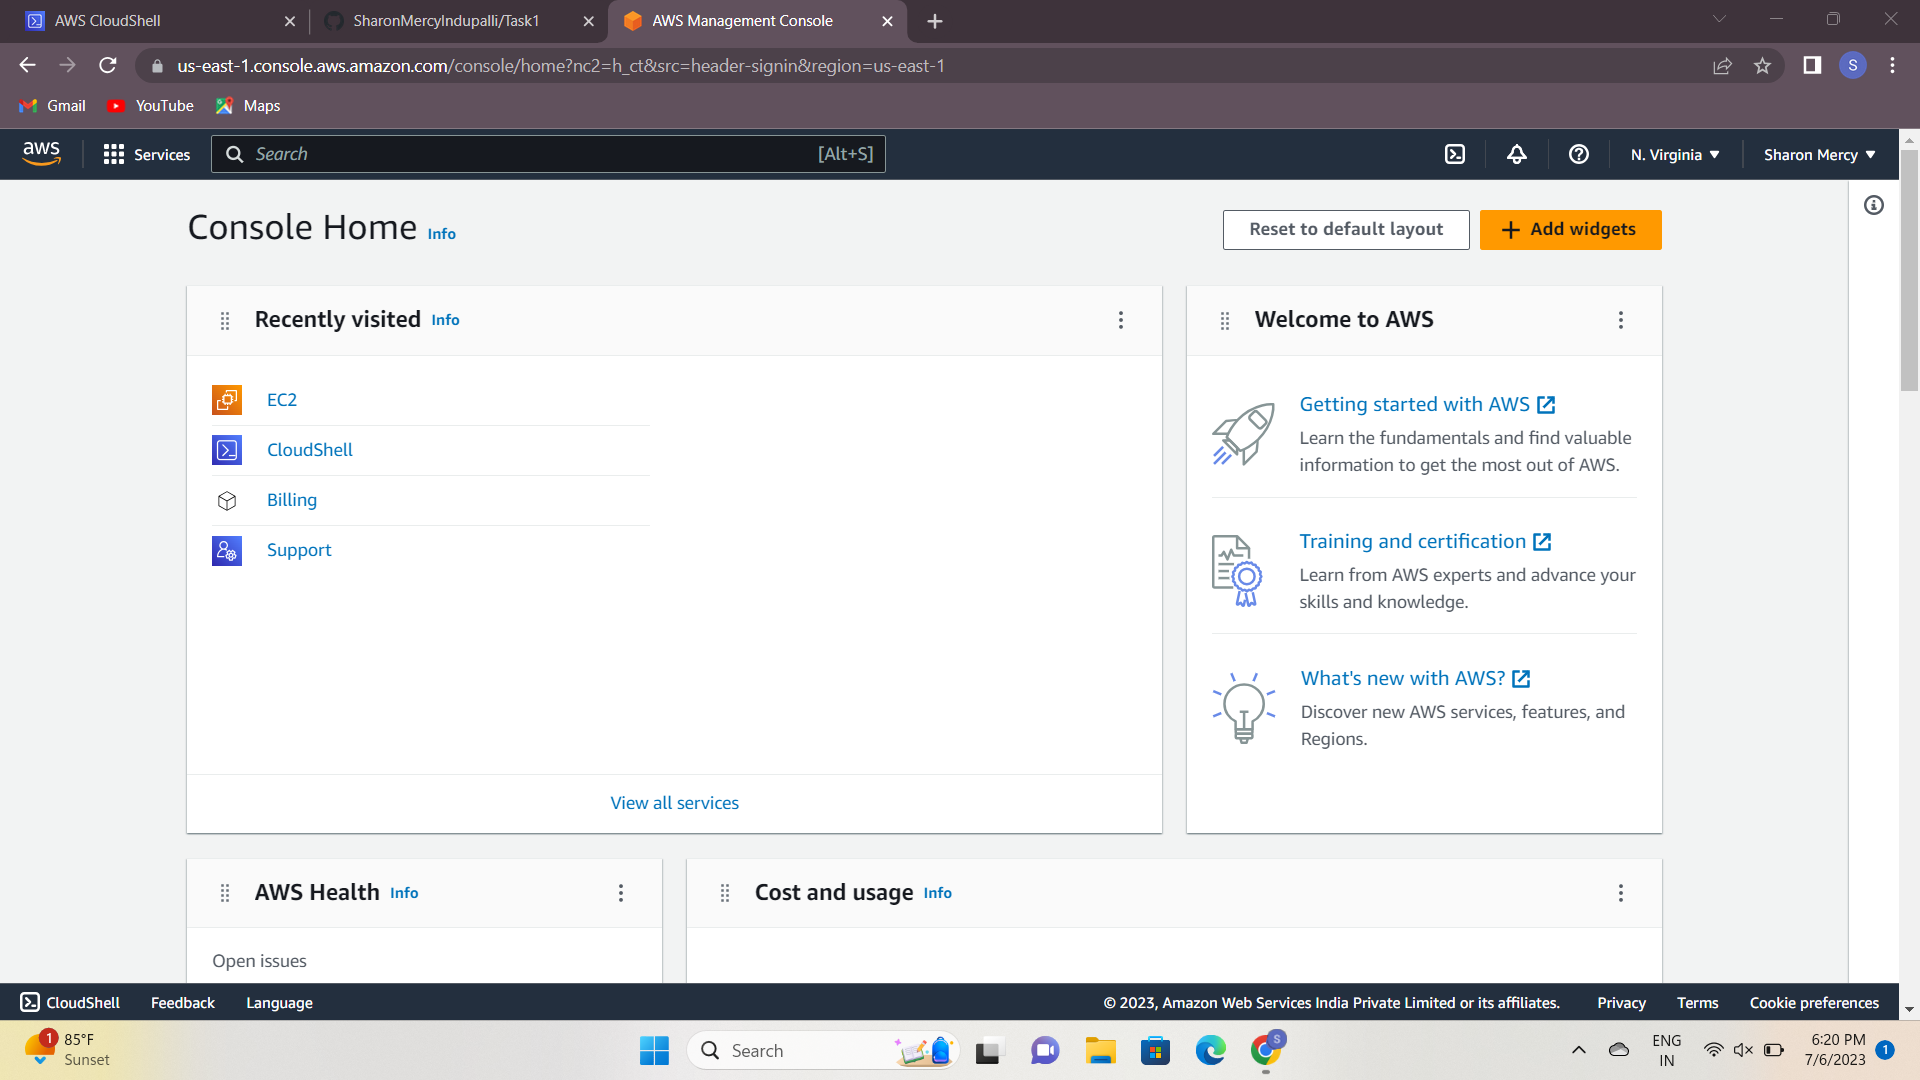 AWS CloudShell
SharonMercyIndupalli/Task1
AWS Management Console
us-east-1.console.aws.amazon.com/console/home?nc2=h_ct&src=header-signin&region=us-east-1
S
Gmail
YouTube
Maps
aws
Services
Search
[Alt+S]
N. Virginia
Sharon Mercy
Console Home Info
Reset to default layout
Add widgets
Recently visited Info
EC2
CloudShell
Billing
Support
View all services
Welcome to AWS
Getting started with AWS
Learn the fundamentals and find valuable
information to get the most out of AWS.
Training and certification
Learn from AWS experts and advance your
skills and knowledge.
What's new with AWS?
Discover new AWS services, features, and
Regions.
AWS Health Info
Open issues
Cost and usage Info
CloudShell
Feedback
Language
© 2023, Amazon Web Services India Private Limited or its affiliates.
Privacy
Terms
Cookie preferences
1
85°F
Sunset
Search
S
ENG
IN
6:20 PM
7/6/2023
1